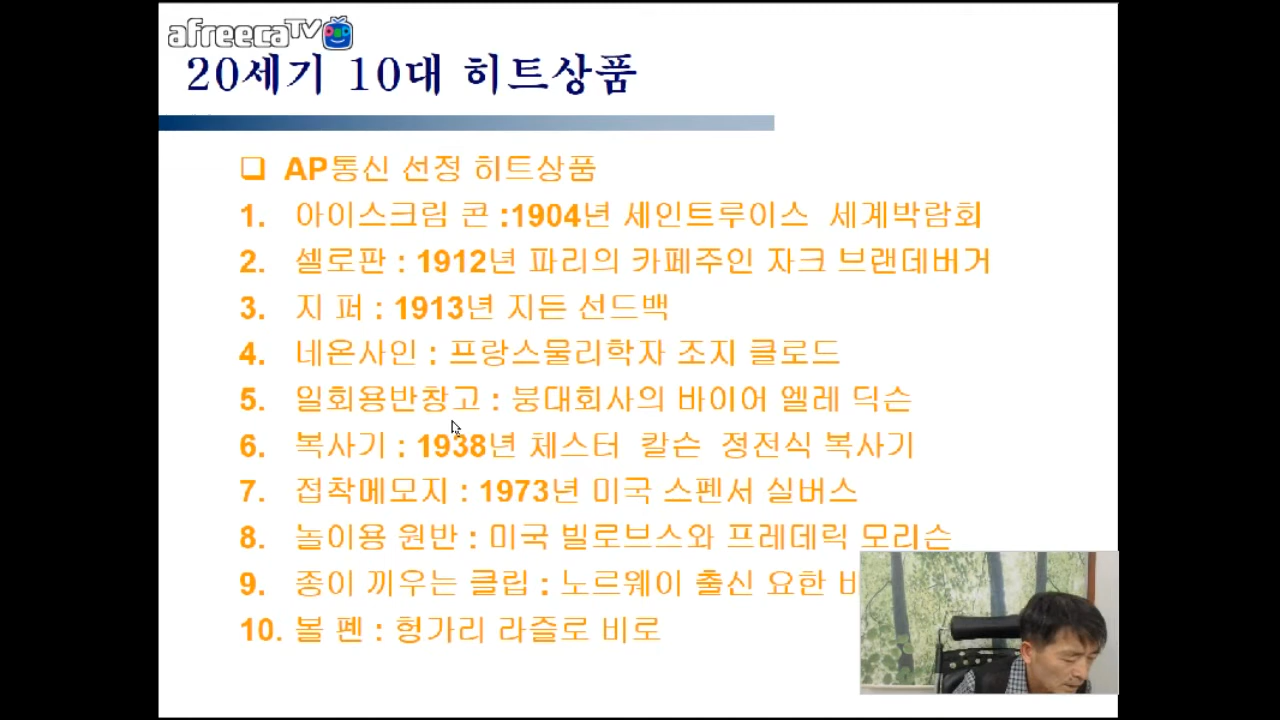 afreecaTV
20세기 10대 히트상품
❑ AP통신 선정 히트상품
1. 아이스크림 콘 :1904년 세인트루이스 세계박람회
2. 셀로판 : 1912년 파리의 카페주인 자크 브랜데버거
3. 지 퍼 : 1913년 지든 선드백
4. 네온사인 : 프랑스물리학자 조지 클로드
5. 일회용반창고 : 붕대회사의 바이어 엘레 딕슨
6. 복사기 : 1938년 체스터 칼슨 정전식 복사기
7. 접착메모지 : 1973년 미국 스펜서 실버스
8. 놀이용 원반 : 미국 빌로브스와 프레데릭 모리슨
9. 종이 끼우는 클립 : 노르웨이 출신 요한
10. 볼 펜 : 헝가리 라즐로 비로